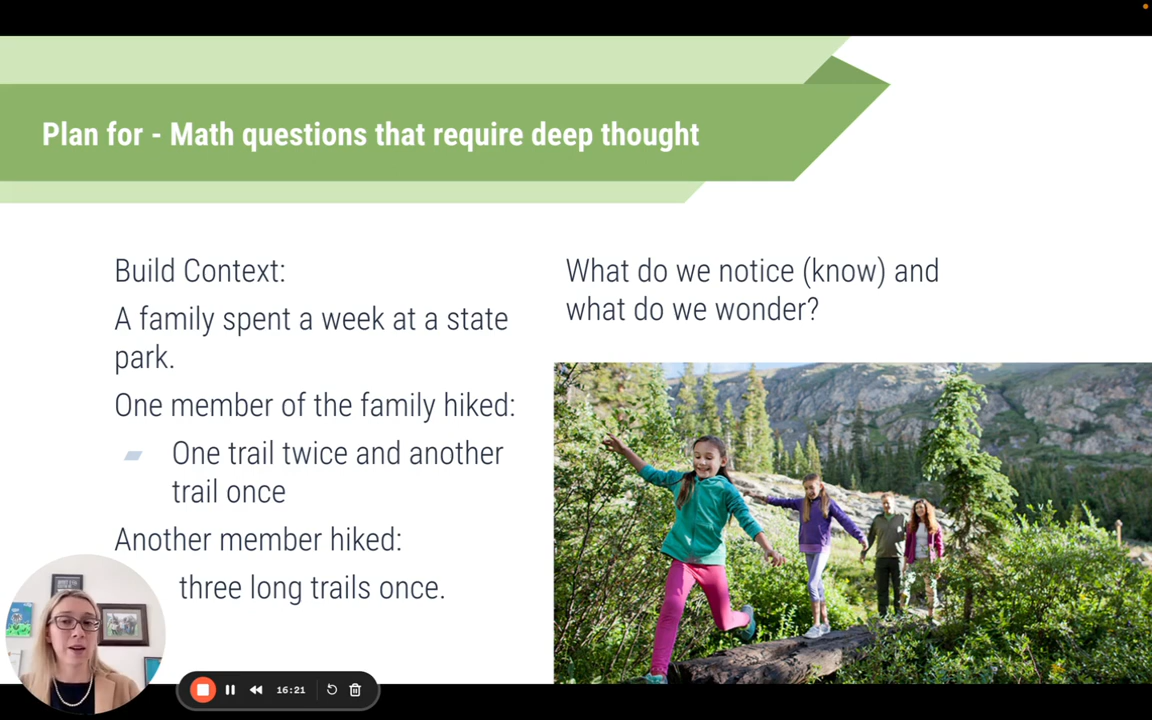 Plan for - Math questions that require deep thought
Build Context:
A family spent a week at a state
park.
One member of the family hiked:
One trail twice and another
trail once
Another member hiked:
three long trails once.
What do we notice (know) and
what do we wonder?
16:21